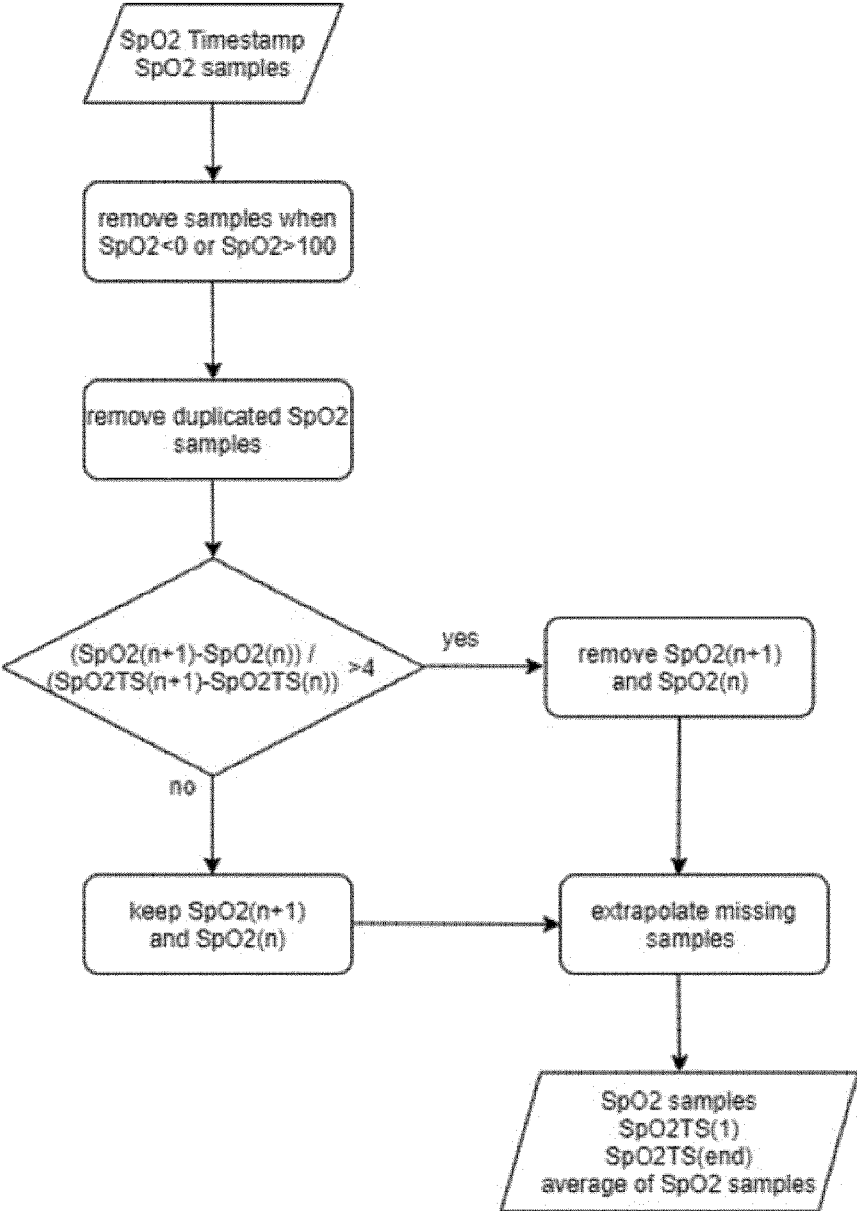 SpO2 Timestamp
SpO2 samples
remove samples when
SpO2<0 or SpO2>100
remove duplicated SpO2
samples
(SpO2(n+1)-SpO2(n)) /
(SpO2TS(n+1)-SpO2TS(n))
>4
yes
remove SpO2(n+1)
and SpO2(n)
no
keep SpO2(n+1)
and SpO2(n)
extrapolate missing
samples
SpO2 samples
SpO2TS(1)
SpO2TS(end)
average of SpO2 samples